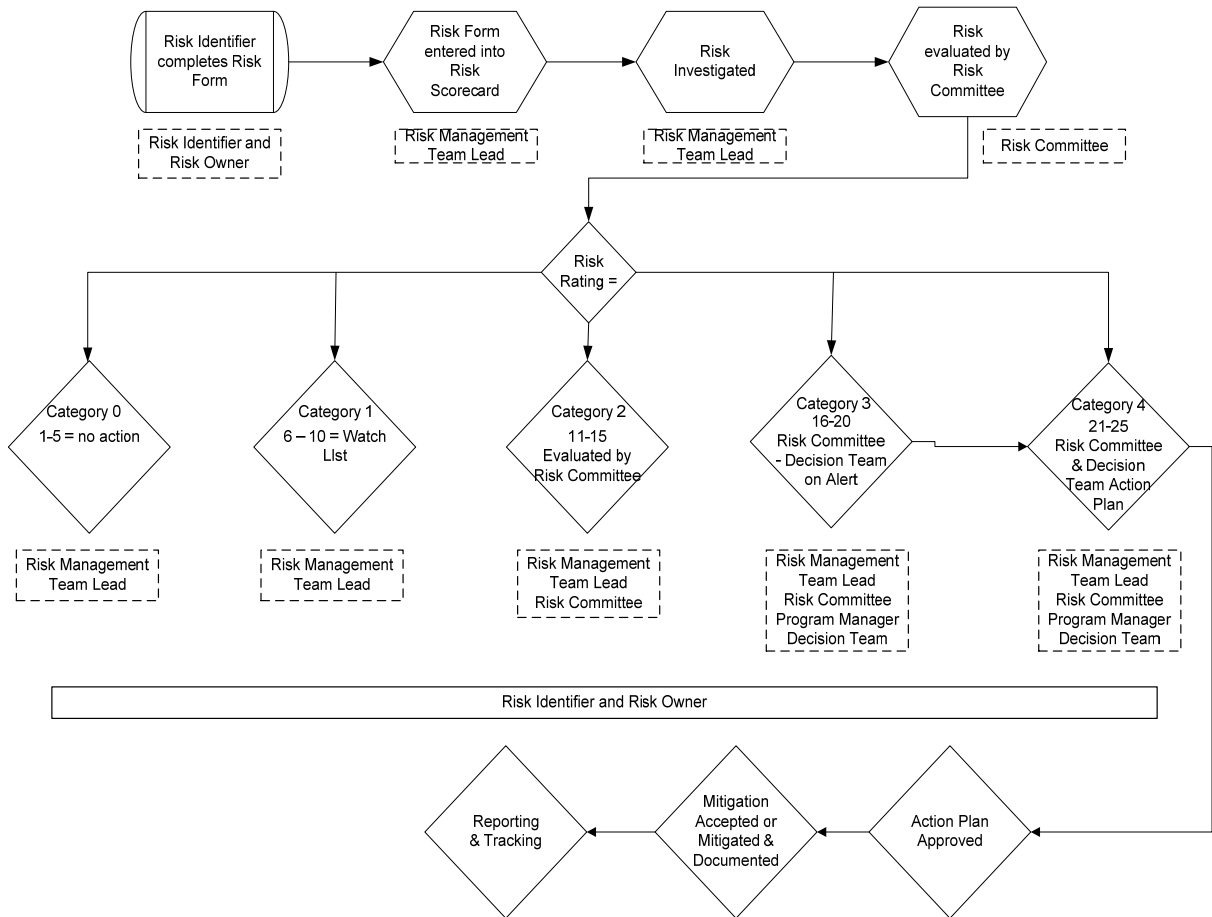 Risk Identifier
completes Risk
Form
Risk Form
entered into
Risk
Scorecard
Risk
Investigated
Risk
evaluated by
Risk
Committee
Risk Identifier and
Risk Owner
Risk Management
Team Lead
Risk Management
Team Lead
Risk Committee
Risk
Rating =
Category 0
1-5 = no action
Category 1
6 – 10 = Watch
LIst
Category 2
11-15
Evaluated by
Risk Committee
Category 3
16-20
Risk Committee
- Decision Team
on Alert
Category 4
21-25
Risk Committee
& Decision
Team Action
Plan
Risk Management
Team Lead
Risk Management
Team Lead
Risk Management
Team Lead
Risk Committee
Risk Management
Team Lead
Risk Committee
Program Manager
Decision Team
Risk Management
Team Lead
Risk Committee
Program Manager
Decision Team
Risk Identifier and Risk Owner
Reporting
& Tracking
Mitigation
Accepted or
Mitigated &
Documented
Action Plan
Approved